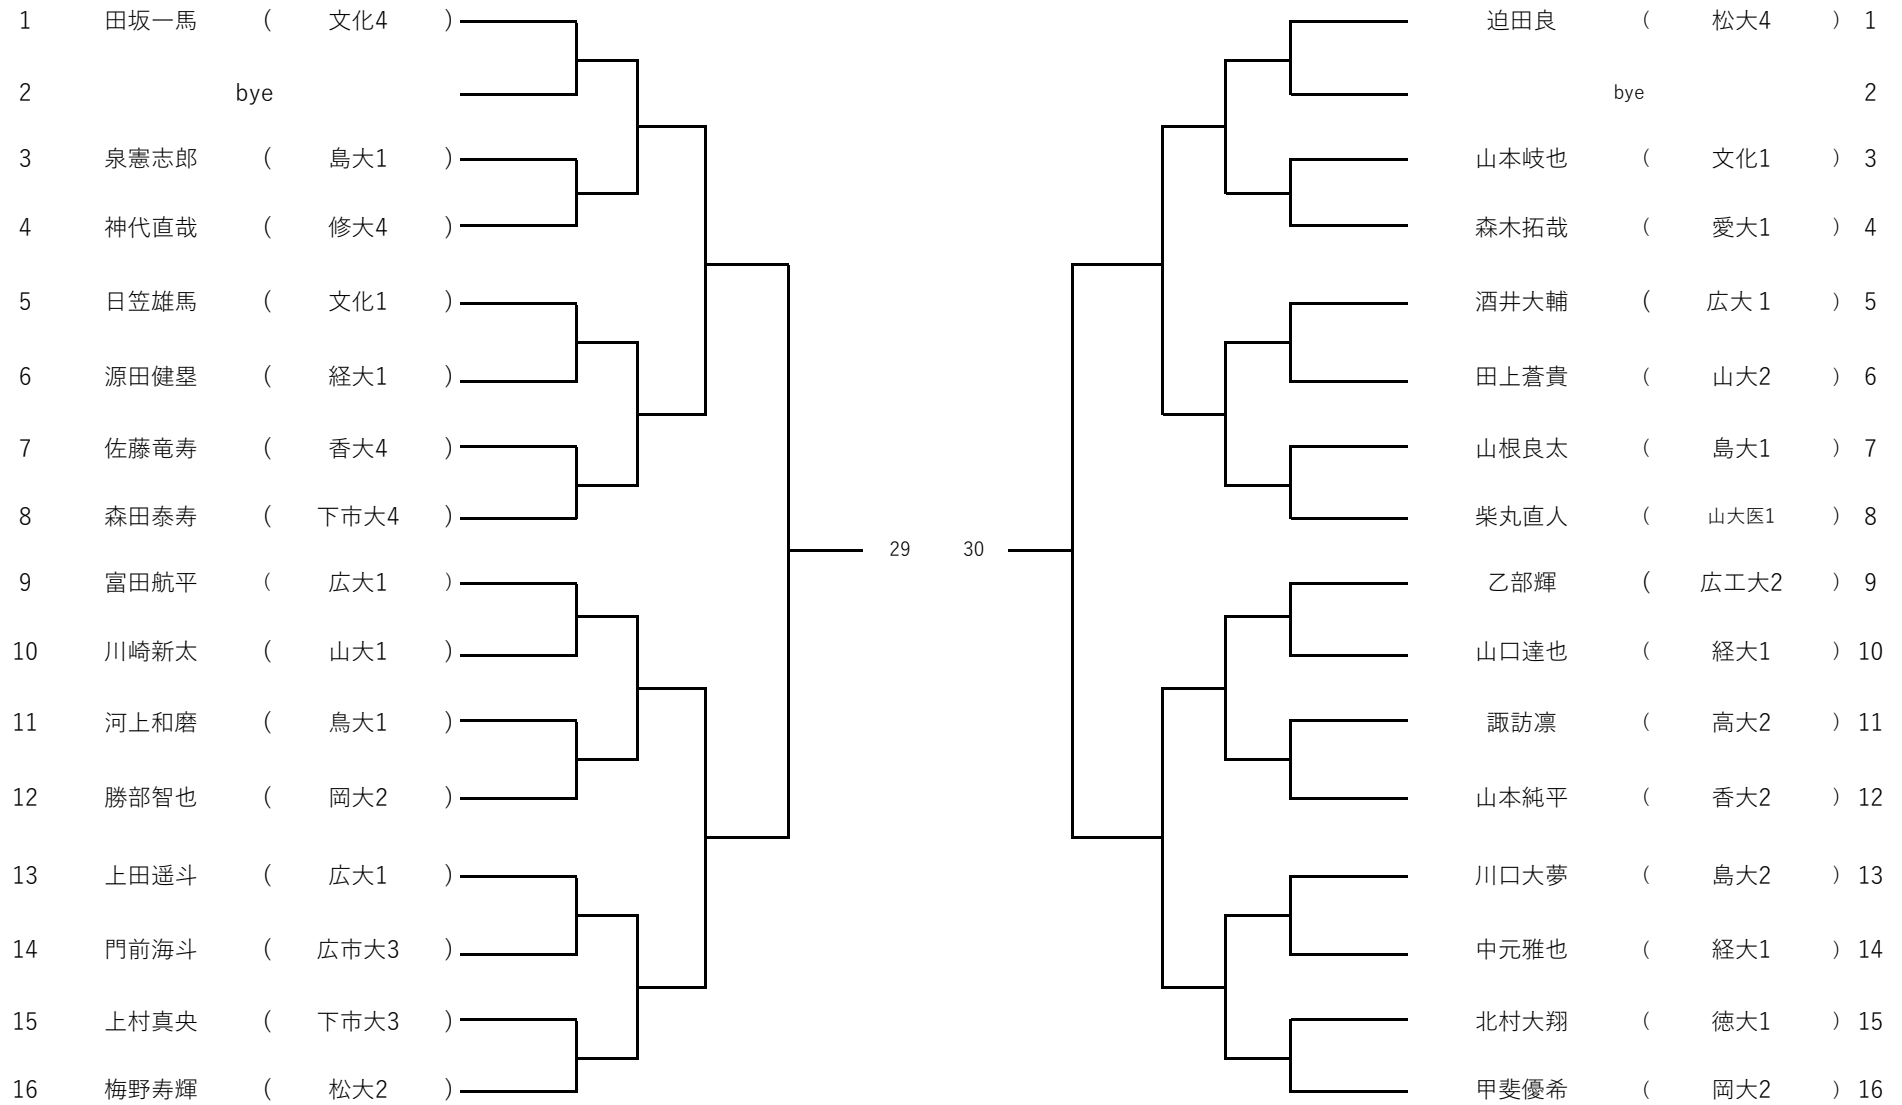 1 田坂一馬 ( 文化4 )
2 bye
3 泉憲志郎 ( 島大1 )
4 神代直哉 ( 修大4 )
5 日笠雄馬 ( 文化1 )
6 源田健塁 ( 経大1 )
7 佐藤竜寿 ( 香大4 )
8 森田泰寿 ( 下市大4 )
9 富田航平 ( 広大1 )
10 川崎新太 ( 山大1 )
11 河上和磨 ( 鳥大1 )
12 勝部智也 ( 岡大2 )
13 上田遥斗 ( 広大1 )
14 門前海斗 ( 広市大3 )
15 上村真央 ( 下市大3 )
16 梅野寿輝 ( 松大2 )
29 30
迫田良 ( 松大4 ) 1
bye 2
山本岐也 ( 文化1 ) 3
森木拓哉 ( 愛大1 ) 4
酒井大輔 ( 広大１ ) 5
田上蒼貴 ( 山大2 ) 6
山根良太 ( 島大1 ) 7
柴丸直人 ( 山大医1 ) 8
乙部輝 ( 広工大2 ) 9
山口達也 ( 経大1 ) 10
諏訪凛 ( 高大2 ) 11
山本純平 ( 香大2 ) 12
川口大夢 ( 島大2 ) 13
中元雅也 ( 経大1 ) 14
北村大翔 ( 徳大1 ) 15
甲斐優希 ( 岡大2 ) 16